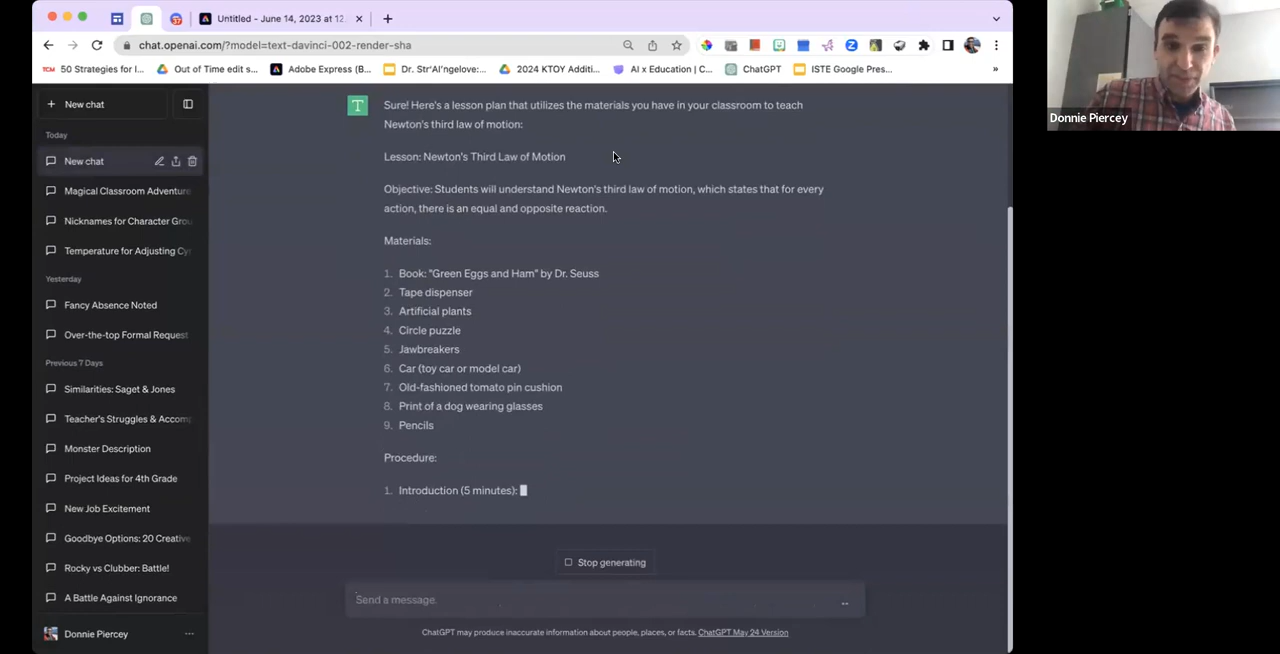 Untitled - June 14, 2023 at 12.
chat.openai.com/?model=text-davinci-002-render-sha
50 Strategies for I...
Out of Time edit s...
Adobe Express (B...
Dr. Str'Al'ngelove:...
2024 KTOY Additi...
AI x Education | C...
ChatGPT
ISTE Google Pres...
»
Donnie Piercey
+ New chat
Today
New chat
Magical Classroom Adventure
Nicknames for Character Grou
Temperature for Adjusting Cy
Yesterday
Fancy Absence Noted
Over-the-top Formal Request
Previous 7 Days
Similarities: Saget & Jones
Teacher's Struggles & Accom
Monster Description
Project Ideas for 4th Grade
New Job Excitement
Goodbye Options: 20 Creative
Rocky vs Clubber: Battle!
A Battle Against Ignorance
Donnie Piercey
T
Sure! Here's a lesson plan that utilizes the materials you have in your classroom to teach
Newton's third law of motion:
Lesson: Newton's Third Law of Motion
Objective: Students will understand Newton's third law of motion, which states that for every
action, there is an equal and opposite reaction.
Materials:
1. Book: "Green Eggs and Ham" by Dr. Seuss
2. Tape dispenser
3. Artificial plants
4. Circle puzzle
5. Jawbreakers
6. Car (toy car or model car)
7. Old-fashioned tomato pin cushion
8. Print of a dog wearing glasses
9. Pencils
Procedure:
1. Introduction (5 minutes):
Stop generating
Send a message.
ChatGPT may produce inaccurate information about people, places, or facts. ChatGPT May 24 Version